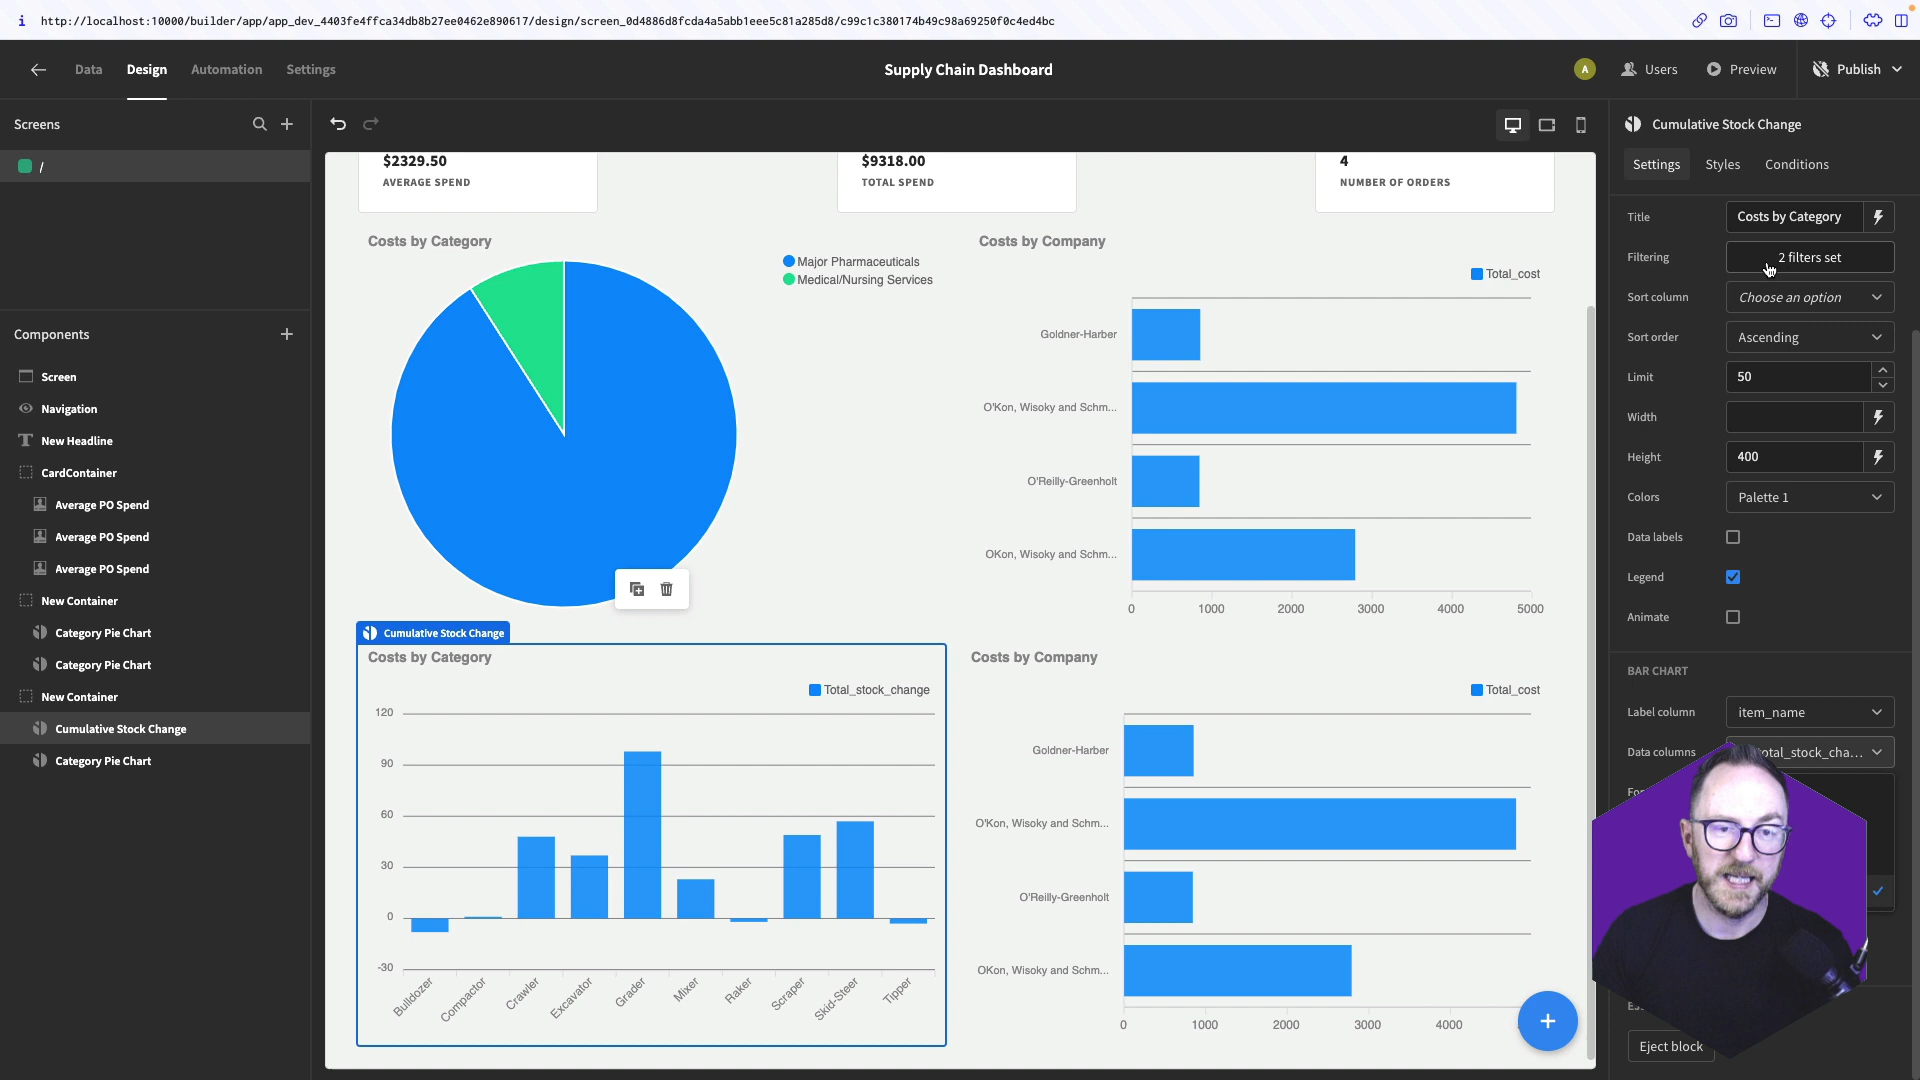 i http://localhost:10000/builder/app/app_dev_4403fe4ffca34db8b27ee0462e890617/design/screen_0d4886d8fcda4a5abb1eee5c81a285d8/c99c1c380174b49c98a69250f0c4ed4bc
Data Design Automation Settings
Supply Chain Dashboard
A Users Preview Publish
Screens
/
Components
Screen
Navigation
New Headline
CardContainer
Average PO Spend
Average PO Spend
Average PO Spend
New Container
Category Pie Chart
Category Pie Chart
New Container
Cumulative Stock Change
Category Pie Chart
$2329.50
AVERAGE SPEND
$9318.00
TOTAL SPEND
4
NUMBER OF ORDERS
Costs by Category
Major Pharmaceuticals
Medical/Nursing Services
Costs by Company
Total_cost
Goldner-Harber
O'Kon, Wisoky and Schm...
O'Reilly-Greenholt
OKon, Wisoky and Schm...
0 1000 2000 3000 4000 5000
Cumulative Stock Change
Costs by Category
Total_stock_change
120
90
60
30
0
-30
Bulldozer Compactor Crawler Excavator Grader Mixer Raker Scraper Skid-Steer Tipper
Costs by Company
Total_cost
Goldner-Harber
O'Kon, Wisoky and Schm...
O'Reilly-Greenholt
OKon, Wisoky and Schm...
0 1000 2000 3000 4000
+
Cumulative Stock Change
Settings Styles Conditions
Title Costs by Category
Filtering 2 filters set
Sort column Choose an option
Sort order Ascending
Limit 50
Width
Height 400
Colors Palette 1
Data labels
Legend
Animate
BAR CHART
Label column item_name
Data columns otal_stock_cha...
Eject block